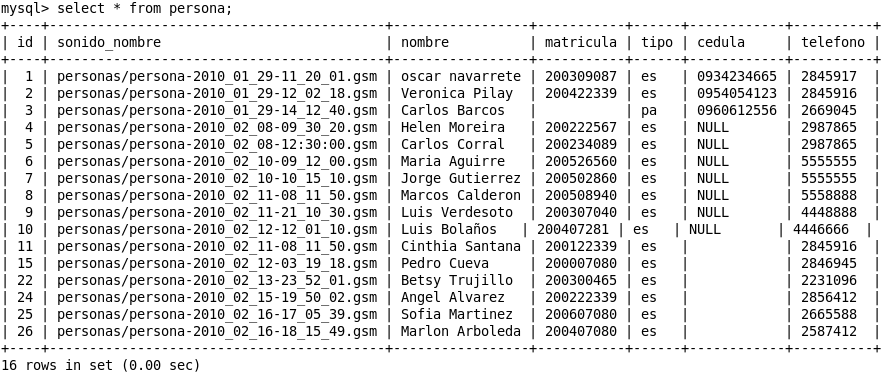 mysql> select * from persona;
+----+-----------------------------------------+-----------------+-----------+------+------------+----------+
| id | sonido_nombre                           | nombre          | matricula | tipo | cedula     | telefono |
+----+-----------------------------------------+-----------------+-----------+------+------------+----------+
|  1 | personas/persona-2010_01_29-11_20_01.gsm | oscar navarrete | 200309087 | es   | 0934234665 | 2845917  |
|  2 | personas/persona-2010_01_29-12_02_18.gsm | Veronica Pilay  | 200422339 | es   | 0954054123 | 2845916  |
|  3 | personas/persona-2010_01_29-14_12_40.gsm | Carlos Barcos   |           | pa   | 0960612556 | 2669045  |
|  4 | personas/persona-2010_02_08-09_30_20.gsm | Helen Moreira   | 200222567 | es   | NULL       | 2987865  |
|  5 | personas/persona-2010_02_08-12:30:00.gsm | Carlos Corral   | 200234089 | es   | NULL       | 2987865  |
|  6 | personas/persona-2010_02_10-09_12_00.gsm | Maria Aguirre   | 200526560 | es   | NULL       | 5555555  |
|  7 | personas/persona-2010_02_10-10_15_10.gsm | Jorge Gutierrez | 200502860 | es   | NULL       | 5555555  |
|  8 | personas/persona-2010_02_11-08_11_50.gsm | Marcos Calderon | 200508940 | es   | NULL       | 5558888  |
|  9 | personas/persona-2010_02_11-21_10_30.gsm | Luis Verdesoto  | 200307040 | es   | NULL       | 4448888  |
| 10 | personas/persona-2010_02_12-12_01_10.gsm | Luis Bolaños   | 200407281 | es   | NULL       | 4446666  |
| 11 | personas/persona-2010_02_11-08_11_50.gsm | Cinthia Santana | 200122339 | es   |            | 2845916  |
| 15 | personas/persona-2010_02_12-03_19_18.gsm | Pedro Cueva     | 200007080 | es   |            | 2846945  |
| 22 | personas/persona-2010_02_13-23_52_01.gsm | Betsy Trujillo  | 200300465 | es   |            | 2231096  |
| 24 | personas/persona-2010_02_15-19_50_02.gsm | Angel Alvarez   | 200222339 | es   |            | 2856412  |
| 25 | personas/persona-2010_02_16-17_05_39.gsm | Sofia Martinez  | 200607080 | es   |            | 2665588  |
| 26 | personas/persona-2010_02_16-18_15_49.gsm | Marlon Arboleda | 200407080 | es   |            | 2587412  |
+----+-----------------------------------------+-----------------+-----------+------+------------+----------+
16 rows in set (0.00 sec)